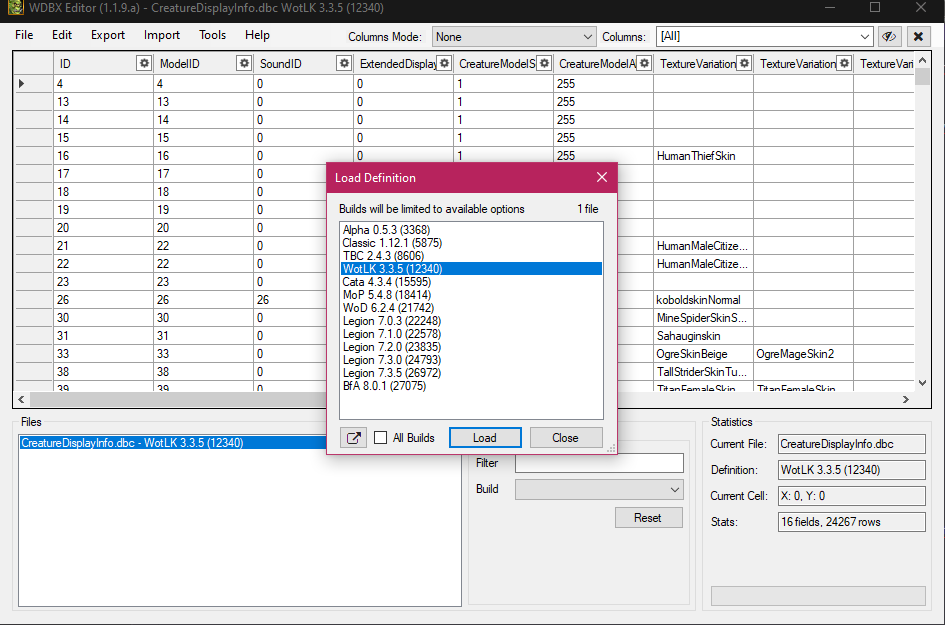 WDBX Editor (1.1.9.a) - CreatureDisplayInfo.dbc WotLK 3.3.5 (12340)
File Edit Export Import Tools Help Columns Mode: None Columns: [All]
ID ModelID SoundID ExtendedDisplay CreatureModelS CreatureModelA TextureVariation TextureVariation TextureVari
4 4 0 0 1 255
13 13 0 0 1 255
14 14 0 0 1 255
15 15 0 0 1 255
16 16 0 0 1 255 HumanThiefSkin
17 17 0
18 18 0
19 19 0
20 20 0
21 22 0 HumanMaleCitize...
22 22 0 HumanMaleCitize...
23 23 0
26 26 26 koboldskinNormal
30 30 0 MineSpiderSkinS...
31 31 0 Sahauginskin
33 33 0 OgreSkinBeige OgreMageSkin2
38 38 0 TallStriderSkinTu...
39 39 0 TitanFemaleSkin TitanFemaleSkin
Load Definition
Builds will be limited to available options 1 file
Alpha 0.5.3 (3368)
Classic 1.12.1 (5875)
TBC 2.4.3 (8606)
WotLK 3.3.5 (12340)
Cata 4.3.4 (15595)
MoP 5.4.8 (18414)
WoD 6.2.4 (21742)
Legion 7.0.3 (22248)
Legion 7.1.0 (22578)
Legion 7.2.0 (23835)
Legion 7.3.0 (24793)
Legion 7.3.5 (26972)
BfA 8.0.1 (27075)
All Builds Load Close
Files
CreatureDisplayInfo.dbc - WotLK 3.3.5 (12340)
Filter
Build
Reset
Statistics
Current File: CreatureDisplayInfo.dbc
Definition: WotLK 3.3.5 (12340)
Current Cell: X: 0, Y: 0
Stats: 16 fields, 24267 rows